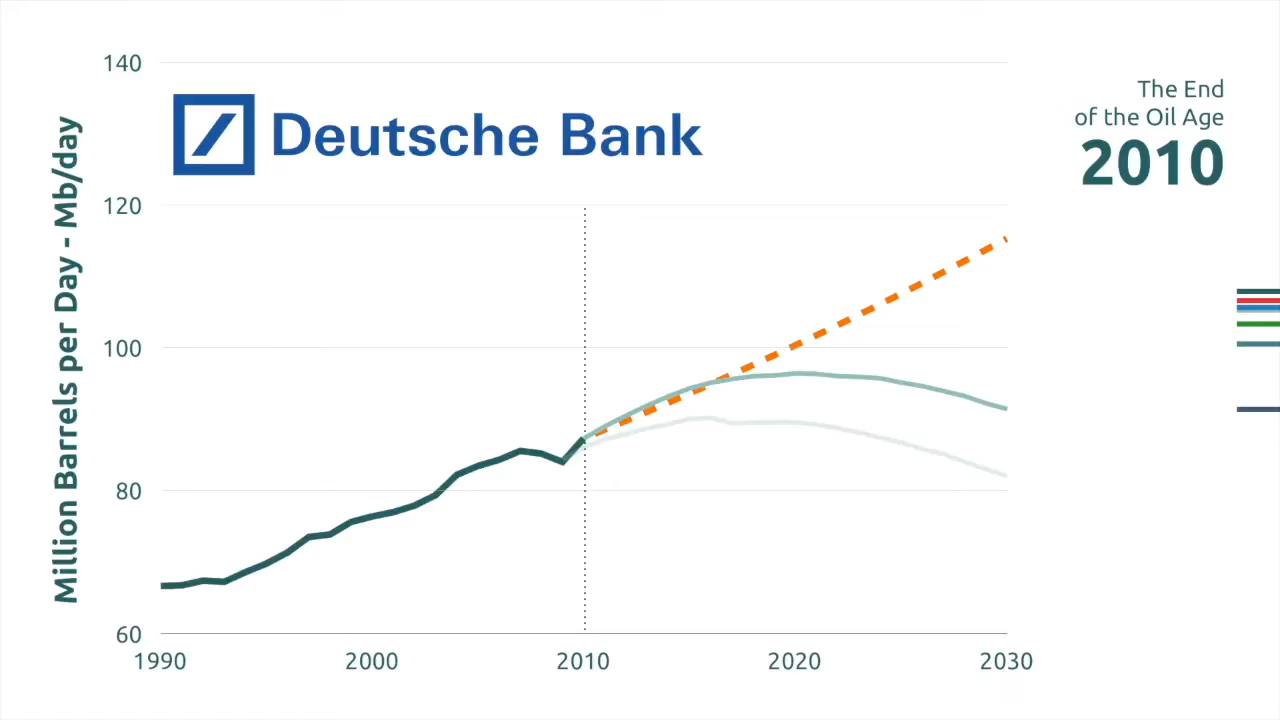 Million Barrels per Day - Mb/day
140
120
100
80
60
1990
2000
2010
2020
2030
Deutsche Bank
The End
of the Oil Age
2010